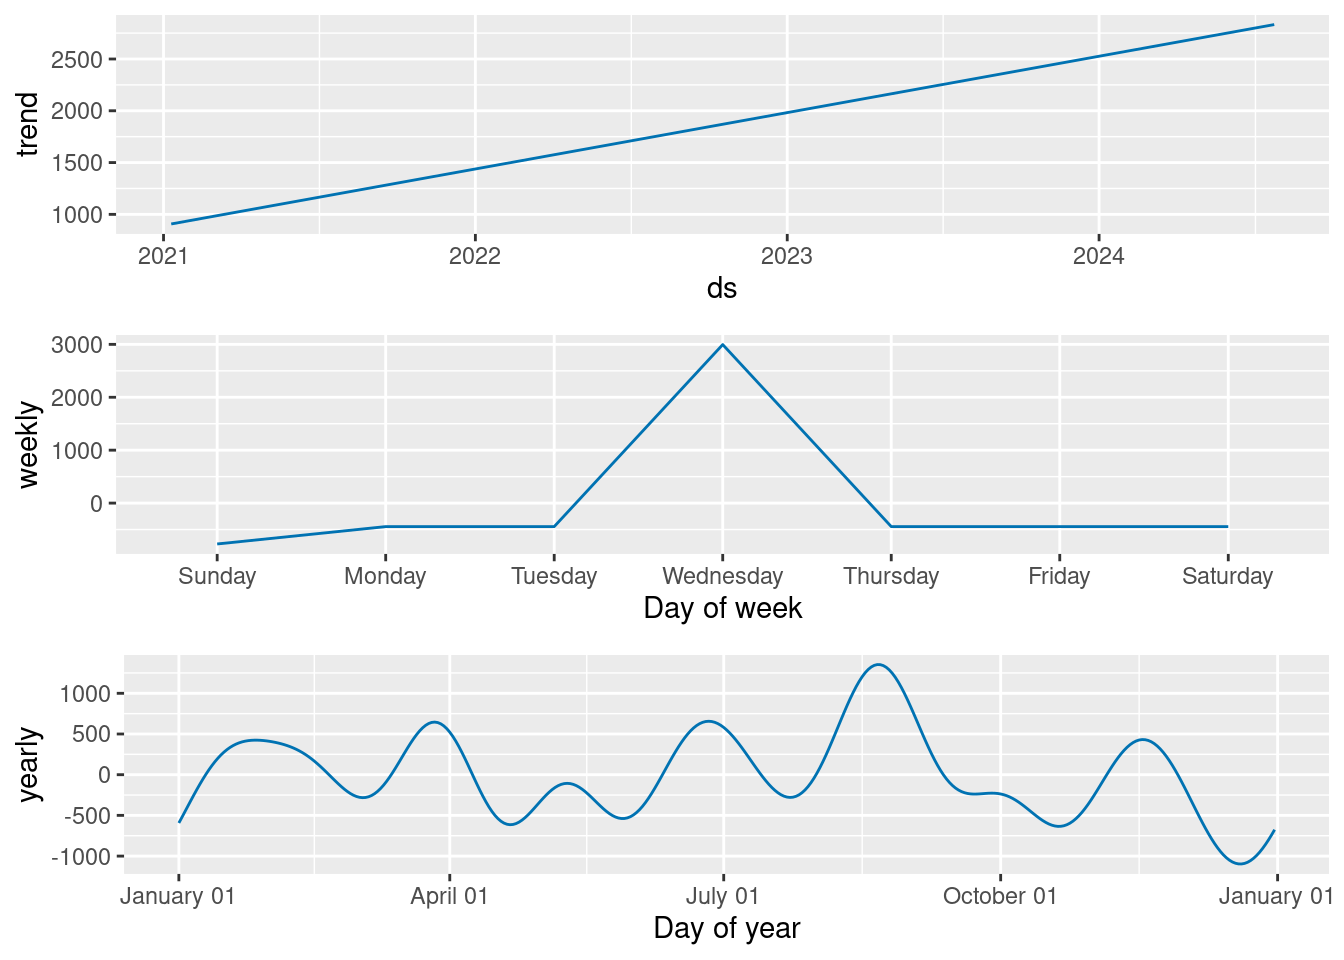 trend
2500
2000
1500
1000
2021 2022 2023 2024
ds
weekly
3000
2000
1000
0
Sunday Monday Tuesday Wednesday Thursday Friday Saturday
Day of week
yearly
1000
500
0
-500
-1000
January 01 April 01 July 01 October 01 January 01
Day of year